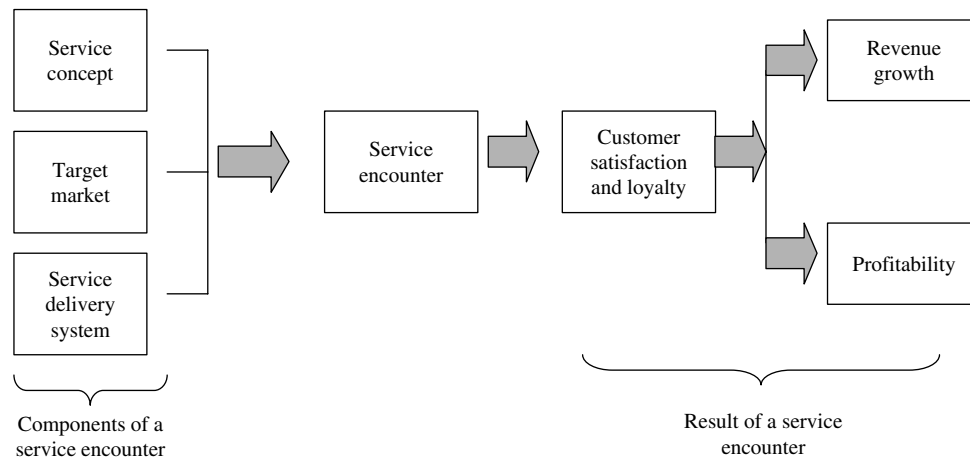 Service
concept
Target
market
Service
delivery
system
Components of a
service encounter
Service
encounter
Customer
satisfaction
and loyalty
Revenue
growth
Profitability
Result of a service
encounter